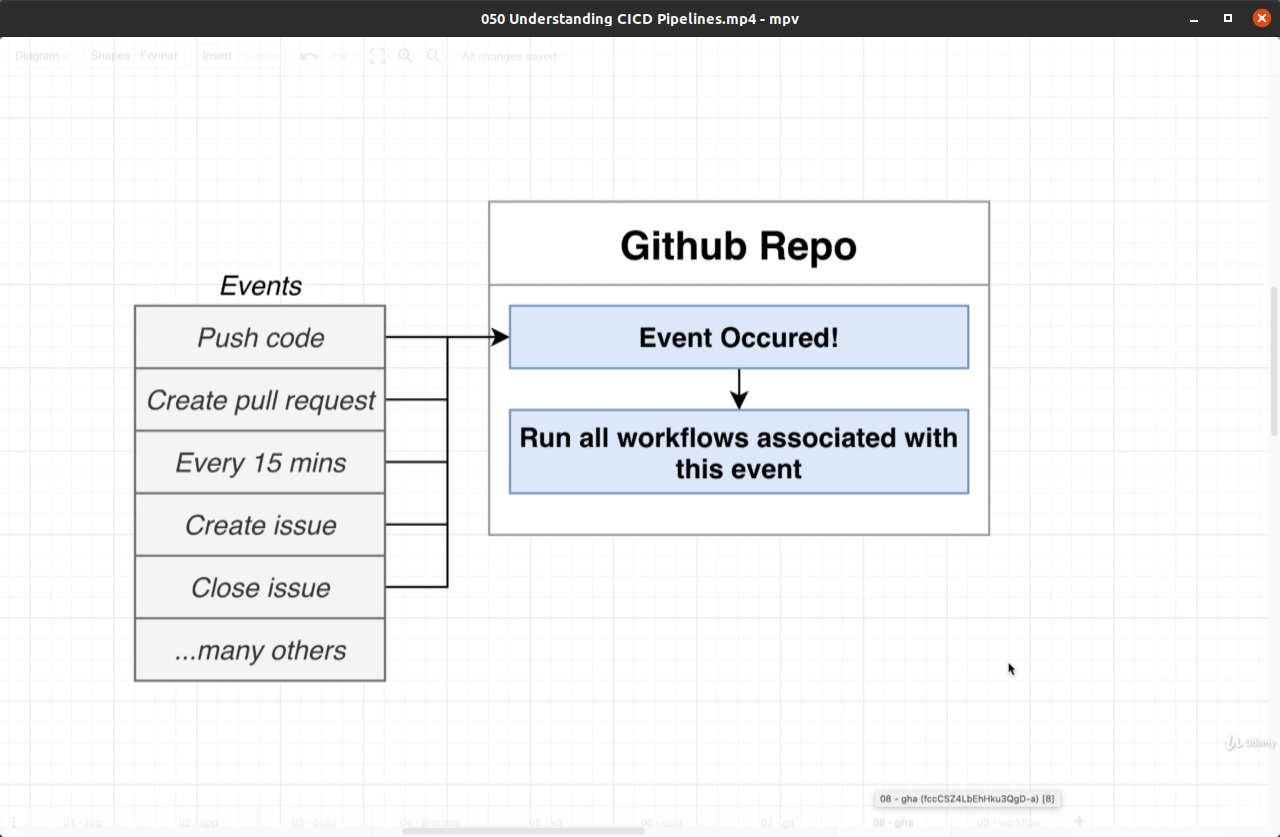 050 Understanding CICD Pipelines.mp4 - mpv
Diagram Shapes Format Insert Delete All changes saved
Github Repo
Events
Push code
Create pull request
Every 15 mins
Create issue
Close issue
...many others
Event Occured!
Run all workflows associated with
this event
Udemy
08 - gha (fccCSZ4LbEhHku3QgD-a) [8]
01 - req 02 - app 03 - build 04 - process 05 - s3 06 - cost 07 - git 08 - gha 09 - workflow